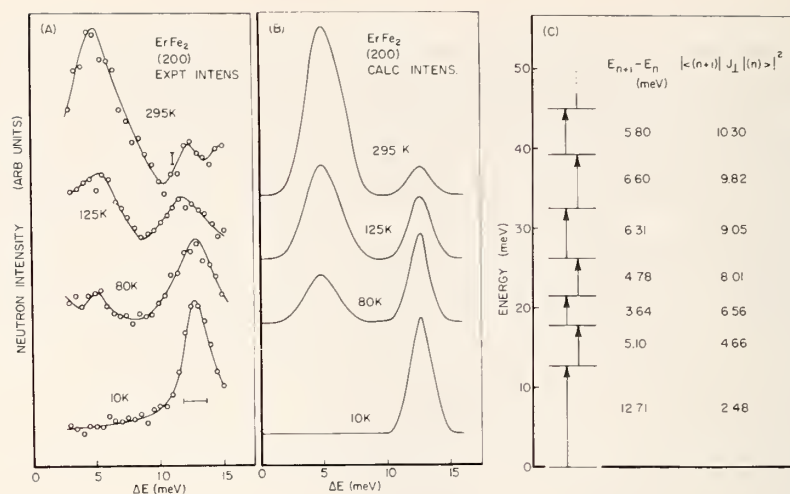 (A)
ErFe2
(200)
EXPT INTENS
295K
125K
80K
10K
NEUTRON INTENSITY (ARB UNITS)
0 5 10 15
ΔE (meV)
(B)
ErFe2
(200)
CALC INTENS.
295 K
125K
80K
10K
0 5 10 15
ΔE (meV)
(C)
En+1 - En |<(n+1)| J⊥ |(n)>|²
(meV)
5.80 10.30
6.60 9.82
6.31 9.05
4.78 8.01
3.64 6.56
5.10 4.66
12.71 2.48
50
40
30
20
10
0
ENERGY (meV)